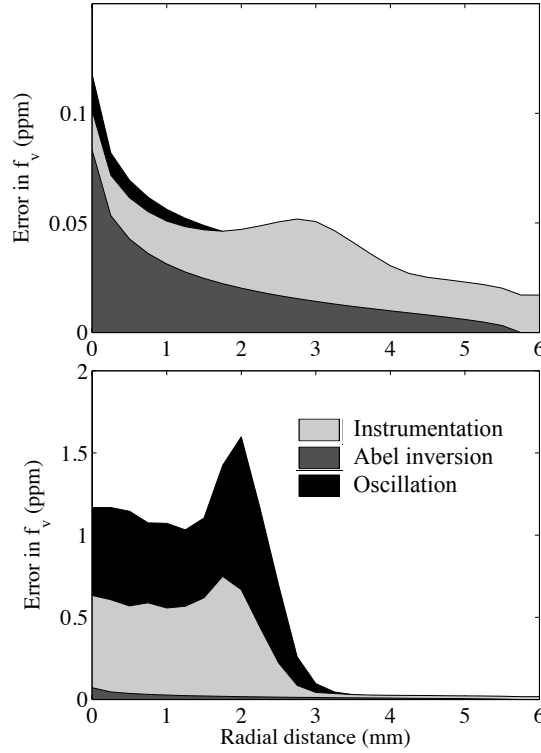 Error in f_v (ppm)
0.1
0.05
0
0 1 2 3 4 5 6
Error in f_v (ppm)
2
1.5
1
0.5
0
Instrumentation
Abel inversion
Oscillation
0 1 2 3 4 5 6
Radial distance (mm)